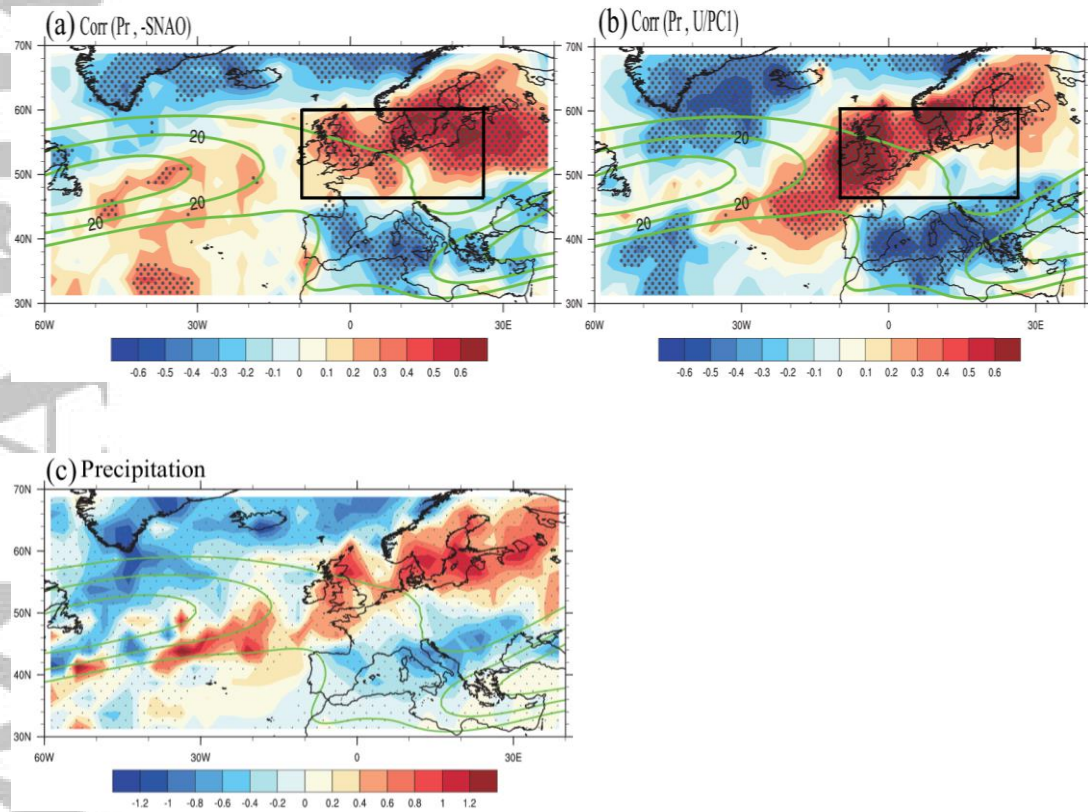 (a) Corr (Pr , -SNAO)
70N
60N
50N
40N
30N
20
20
20
60W 30W 0 30E
-0.6 -0.5 -0.4 -0.3 -0.2 -0.1 0 0.1 0.2 0.3 0.4 0.5 0.6
(b) Corr (Pr , U/PC1)
70N
60N
50N
40N
30N
20
20
20
60W 30W 0 30E
-0.6 -0.5 -0.4 -0.3 -0.2 -0.1 0 0.1 0.2 0.3 0.4 0.5 0.6
(c) Precipitation
70N
60N
50N
40N
30N
60W 30W 0 30E
-1.2 -1 -0.8 -0.6 -0.4 -0.2 0 0.2 0.4 0.6 0.8 1 1.2